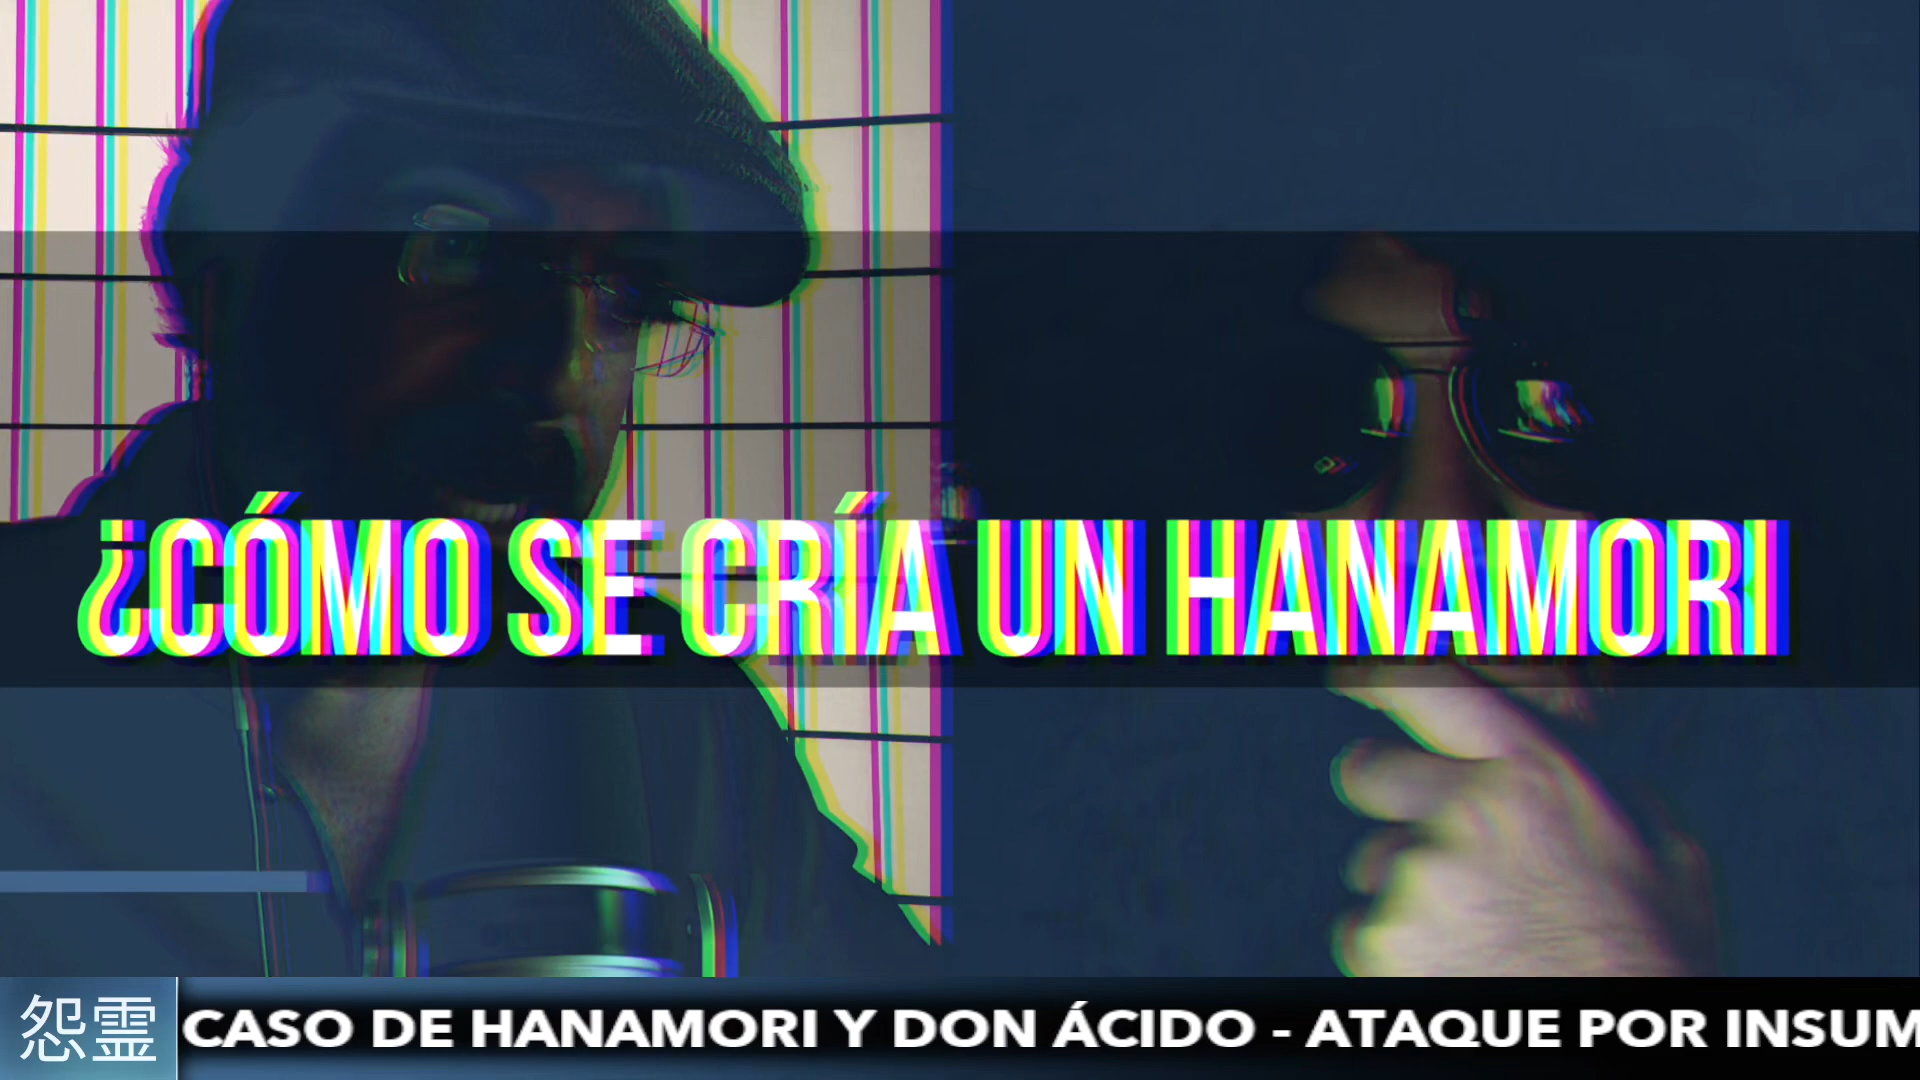 ¿CÓMO SE CRÍA UN HANAMORI
怨霊
CASO DE HANAMORI Y DON ÁCIDO - ATAQUE POR INSUM